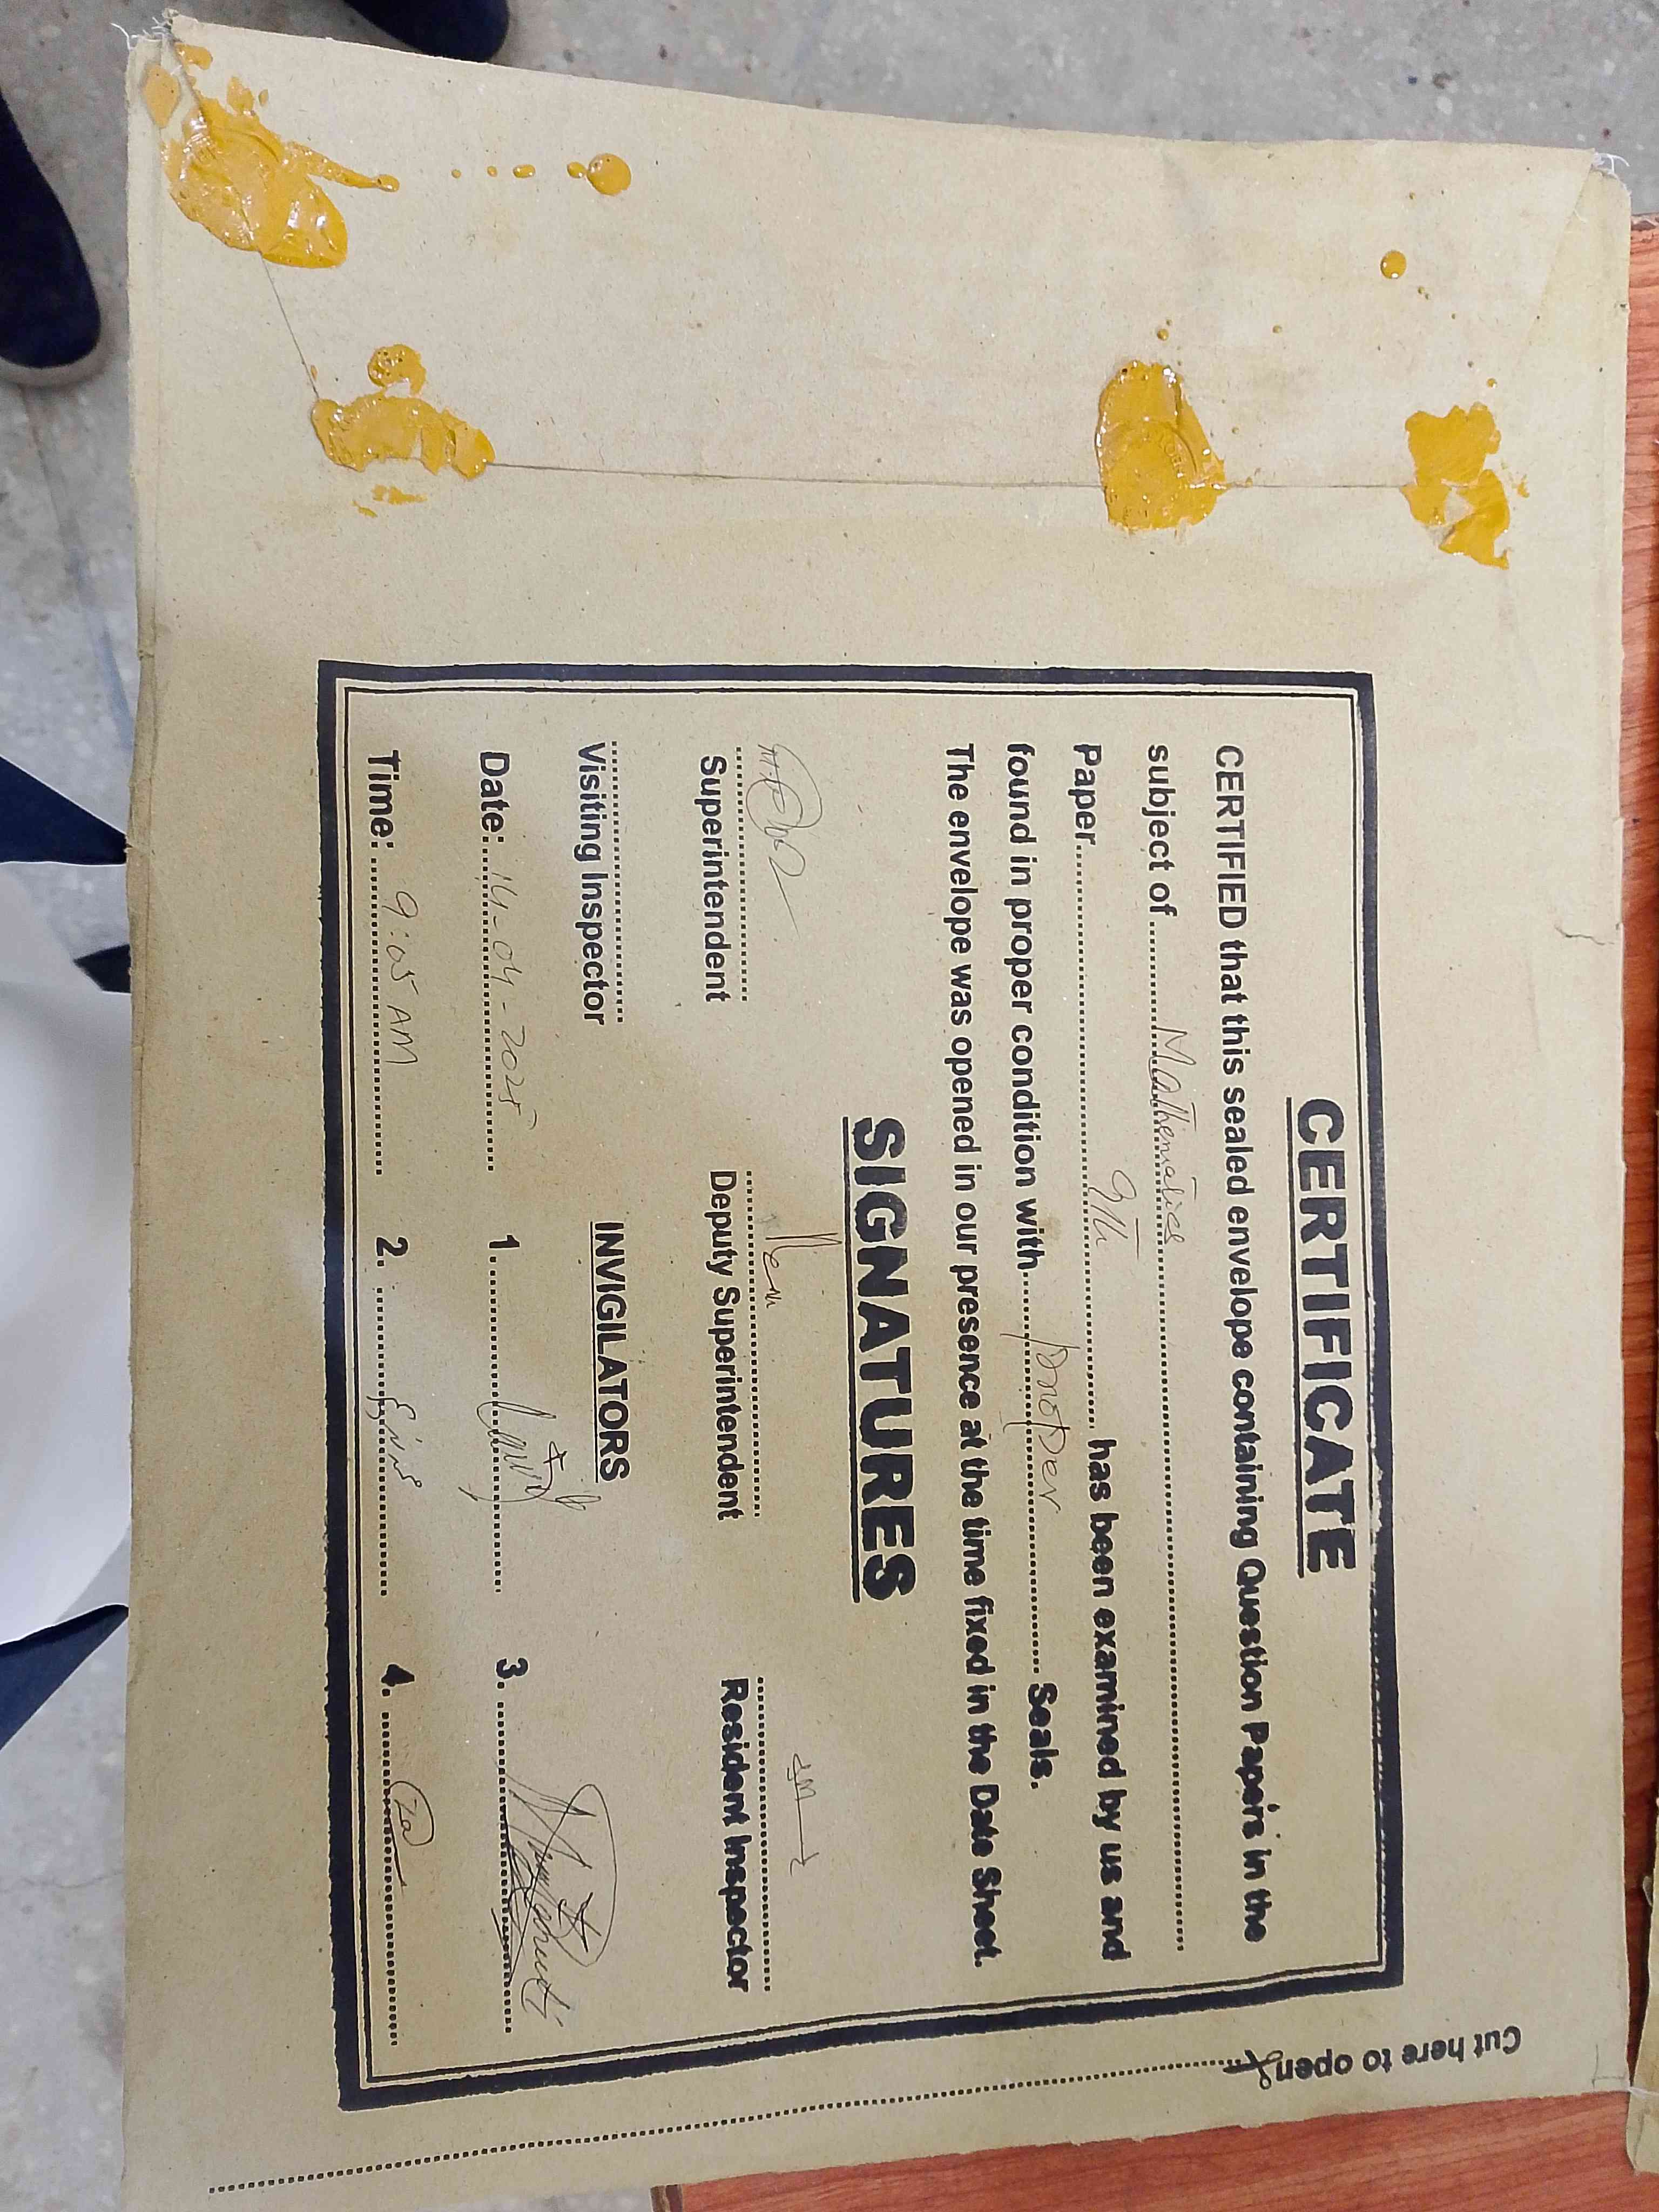 CERTIFICATE
CERTIFIED that this sealed envelope containing Question Papers in the
subject of Mathematics
Paper 9th has been examined by us and
found in proper condition with proper Seals.
The envelope was opened in our presence at the time fixed in the Date Sheet.
SIGNATURES
Superintendent Deputy Superintendent Resident Inspector
Visiting Inspector INVIGILATORS
Date: 14-04-2025 1. 3.
Time: 9:05 AM 2. 4.
Cut here to open